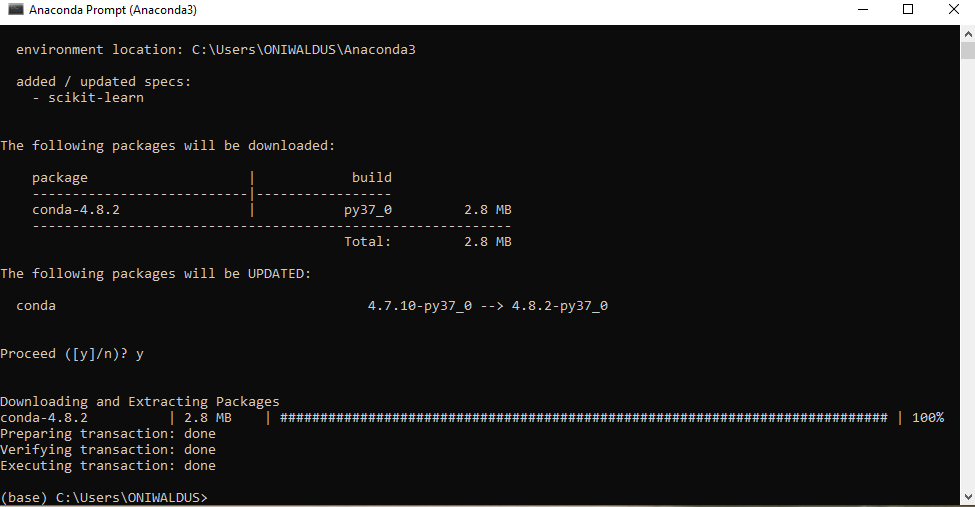 Anaconda Prompt (Anaconda3)
environment location: C:\Users\ONIWALDUS\Anaconda3
added / updated specs:
- scikit-learn
The following packages will be downloaded:
package | build
---------------------------|-----------------
conda-4.8.2 | py37_0 2.8 MB
------------------------------------------------------------
Total: 2.8 MB
The following packages will be UPDATED:
conda 4.7.10-py37_0 --> 4.8.2-py37_0
Proceed ([y]/n)? y
Downloading and Extracting Packages
conda-4.8.2 | 2.8 MB | ############################################################################ | 100%
Preparing transaction: done
Verifying transaction: done
Executing transaction: done
(base) C:\Users\ONIWALDUS>